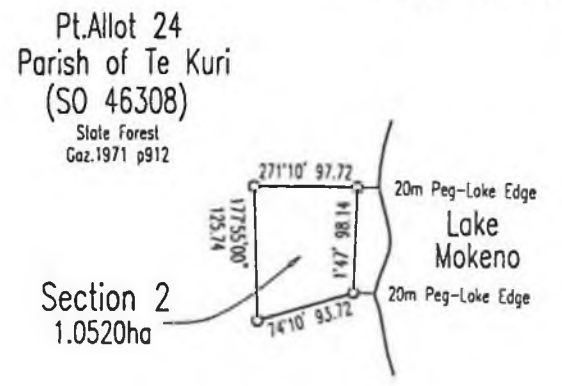 Pt.Allot 24
Parish of Te Kuri
(SO 46308)
State Forest
Gaz.1971 p912
271°10' 97.72
20m Peg-Lake Edge
177°55'00"
125.74
1°47' 98.14
Lake
Mokeno
Section 2
1.0520ha
20m Peg-Lake Edge
74°10' 93.72